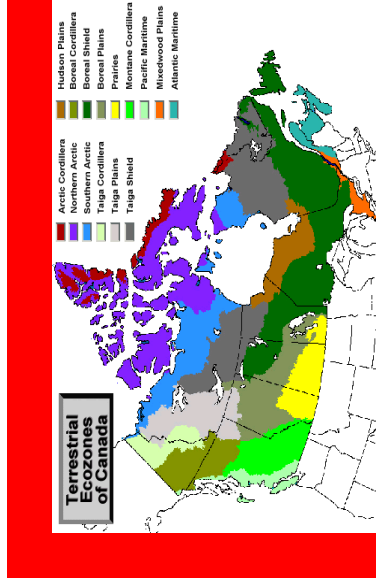 Terrestrial
Ecozones
of Canada
Arctic Cordillera
Northern Arctic
Southern Arctic
Taiga Cordillera
Taiga Plains
Taiga Shield
Hudson Plains
Boreal Cordillera
Boreal Shield
Boreal Plains
Prairies
Montane Cordillera
Pacific Maritime
Mixedwood Plains
Atlantic Maritime